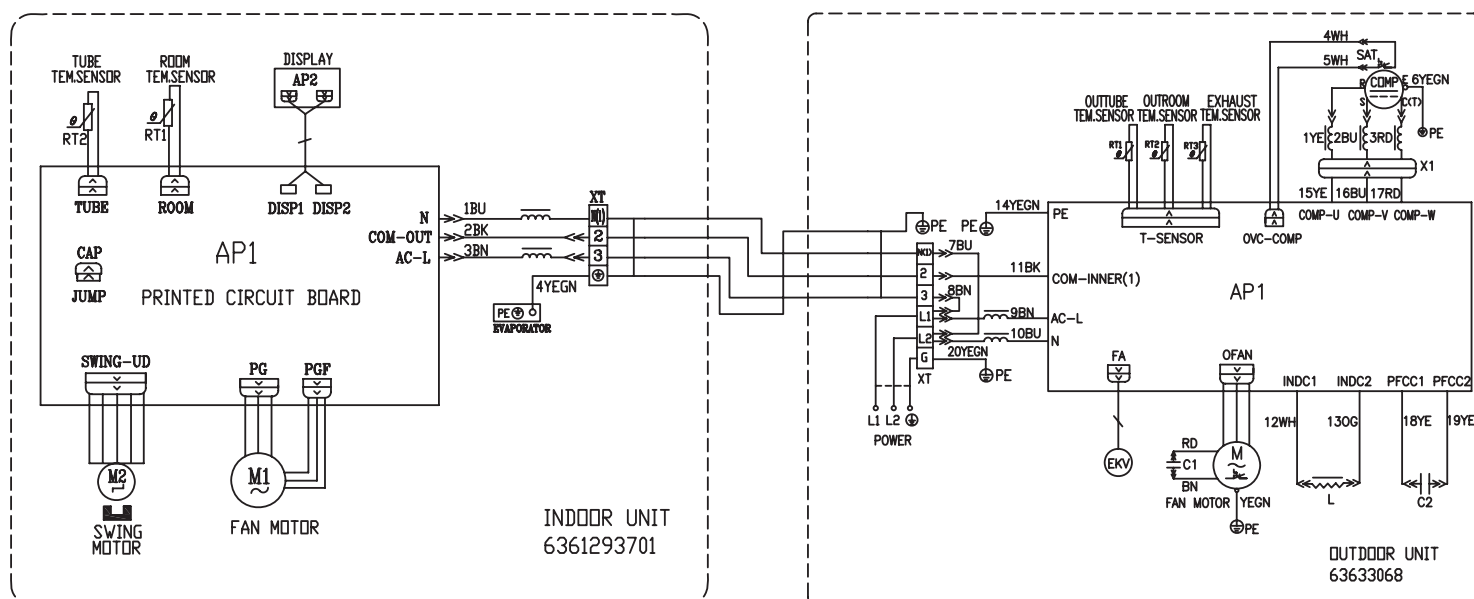 TUBE
TEM.SENSOR
RT2
ROOM
TEM.SENSOR
RT1
DISPLAY
AP2
TUBE
ROOM
DISP1 DISP2
CAP
JUMP
AP1
PRINTED CIRCUIT BOARD
N
COM-OUT
AC-L
1BU
2BK
3BN
4YEGN
XT
N(1)
2
3
PE
EVAPORATOR
SWING-UD
PG
PGF
M2
SWING
MOTOR
M1
FAN MOTOR
INDOOR UNIT
6361293701
4WH
5WH
SAT
COMP
R
S
C(T)
E
6YEGN
PE
1YE
2BU
3RD
X1
15YE
16BU
17RD
COMP-U
COMP-V
COMP-W
OUTTUBE
TEM.SENSOR
OUTROOM
TEM.SENSOR
EXHAUST
TEM.SENSOR
RT1
RT2
RT3
T-SENSOR
OVC-COMP
PE
PE
14YEGN
PE
N(1)
2
3
L1
L2
G
XT
7BU
8BN
9BN
10BU
11BK
20YEGN
PE
COM-INNER(1)
AC-L
N
AP1
L1 L2
POWER
FA
EKV
OFAN
RD
C1
BN
M
FAN MOTOR
YEGN
PE
INDC1
INDC2
PFCC1
PFCC2
12WH
13OG
18YE
19YE
L
C2
OUTDOOR UNIT
63633068